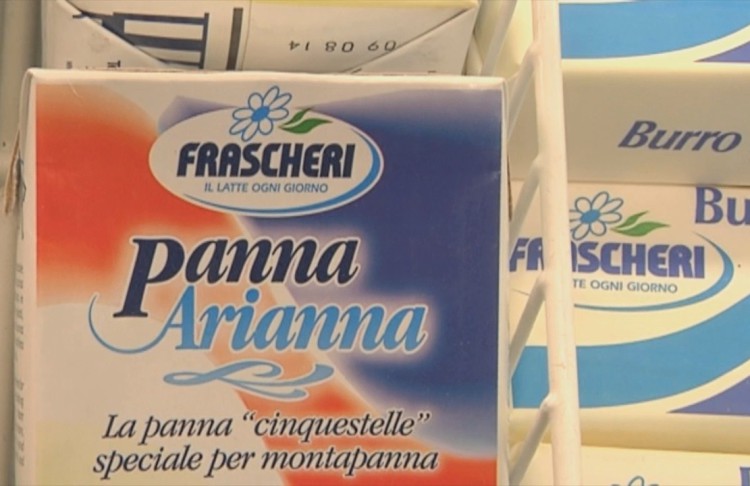 09 08 14
FRASCHERI
IL LATTE OGNI GIORNO
Panna
Arianna
La panna “cinquestelle”
speciale per montapanna
Burro
Bu
FRASCHERI
TE OGNI GIORNO